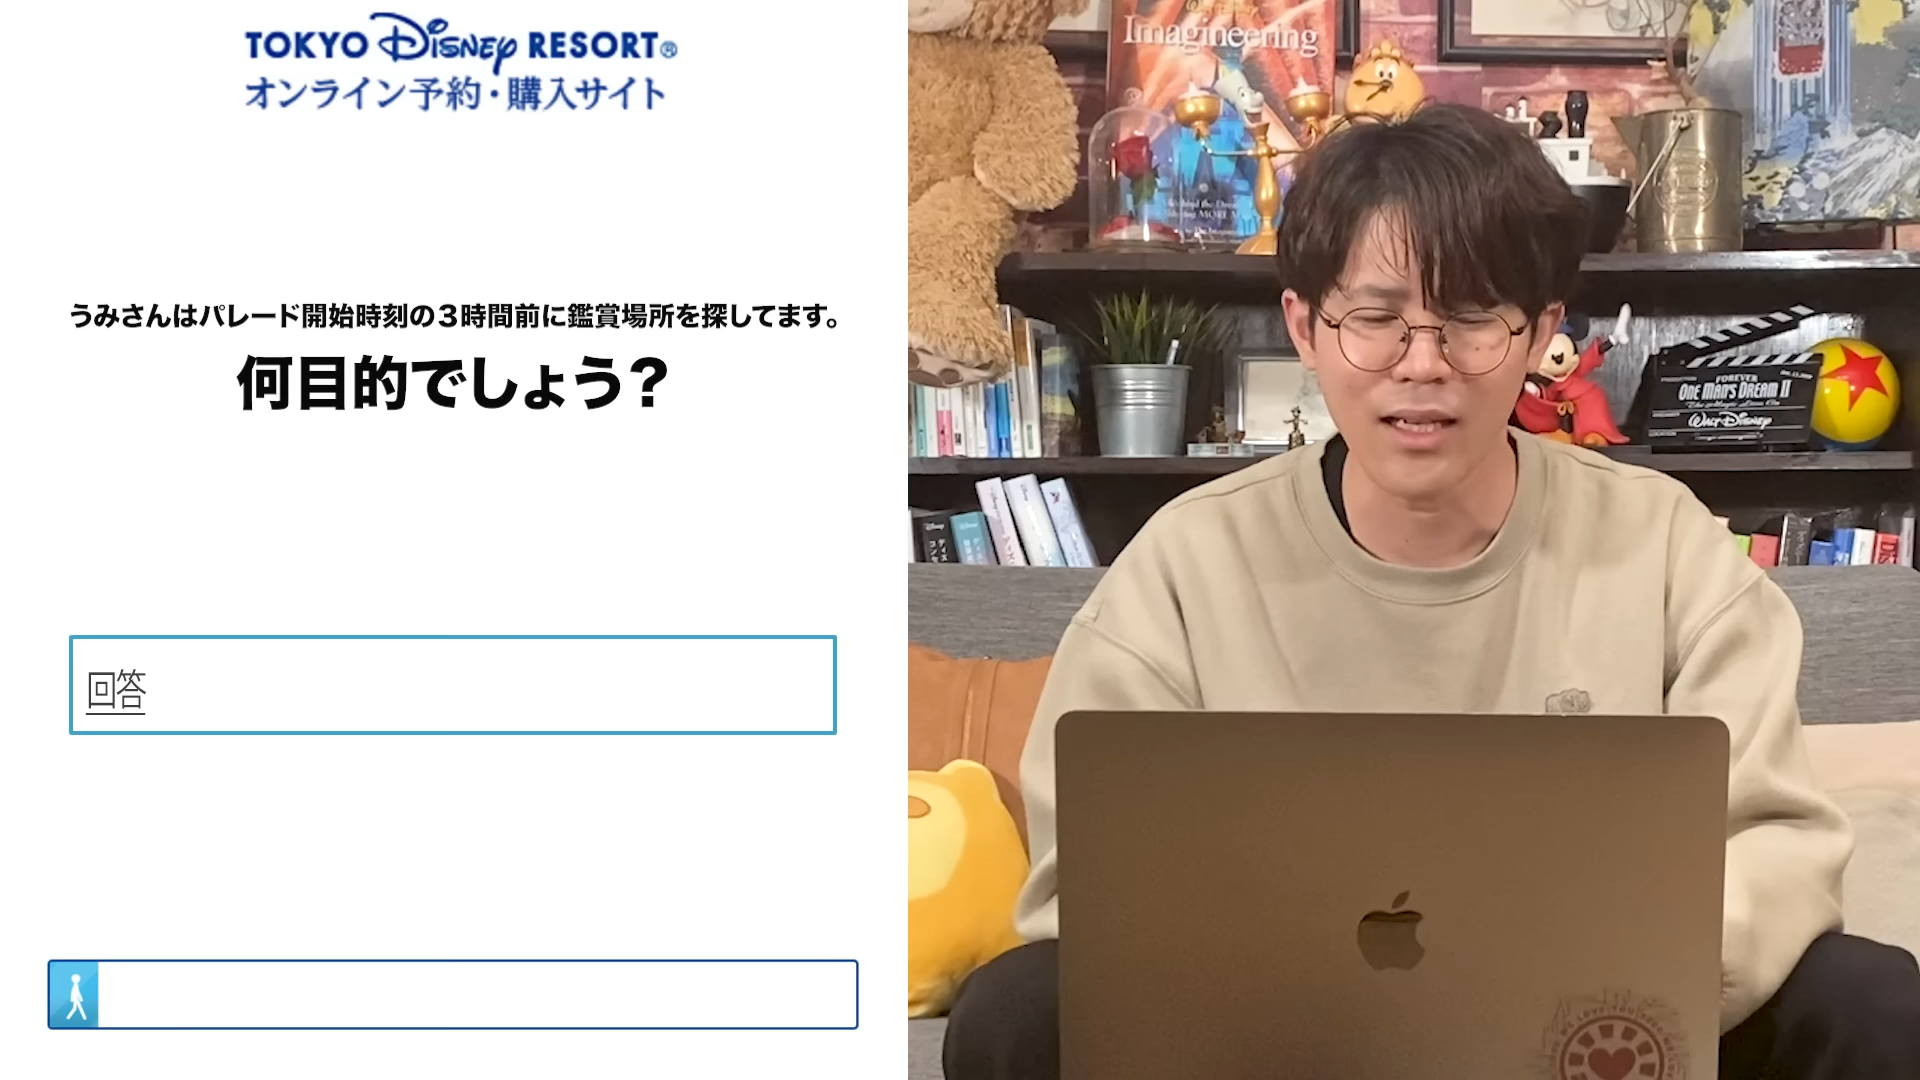 TOKYO Disney RESORT®
オンライン予約・購入サイト
うみさんはパレード開始時刻の3時間前に鑑賞場所を探してます。
何目的でしょう？
回答
Imagineering
FOREVER
ONE MAN'S DREAM II
WALT DISNEY